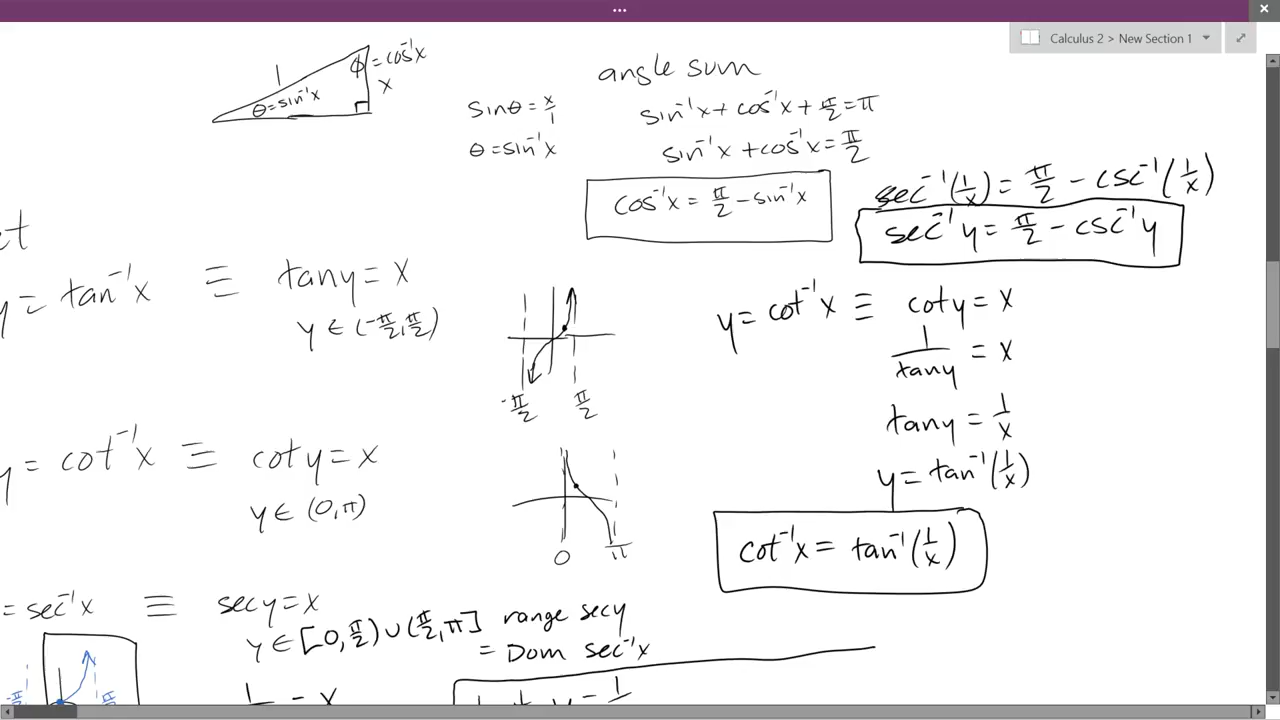 ...
Calculus 2 > New Section 1
1
ϕ = cos⁻¹x
x
θ = sin⁻¹x
angle sum
sinθ = x/1
θ = sin⁻¹x
sin⁻¹x + cos⁻¹x + π/2 = π
sin⁻¹x + cos⁻¹x = π/2
cos⁻¹x = π/2 - sin⁻¹x
sec⁻¹(1/x) = π/2 - csc⁻¹(1/x)
sec⁻¹y = π/2 - csc⁻¹y
y = tan⁻¹x ≡ tany = x
y ∈ (-π/2, π/2)
-π/2 π/2
y = cot⁻¹x ≡ coty = x
1/tany = x
tany = 1/x
y = tan⁻¹(1/x)
cot⁻¹x = tan⁻¹(1/x)
y = cot⁻¹x ≡ coty = x
y ∈ (0, π)
0 π
= sec⁻¹x ≡ secy = x
y ∈ [0, π/2) ∪ (π/2, π]
range secy
= Dom sec⁻¹x
-π/2 π/2